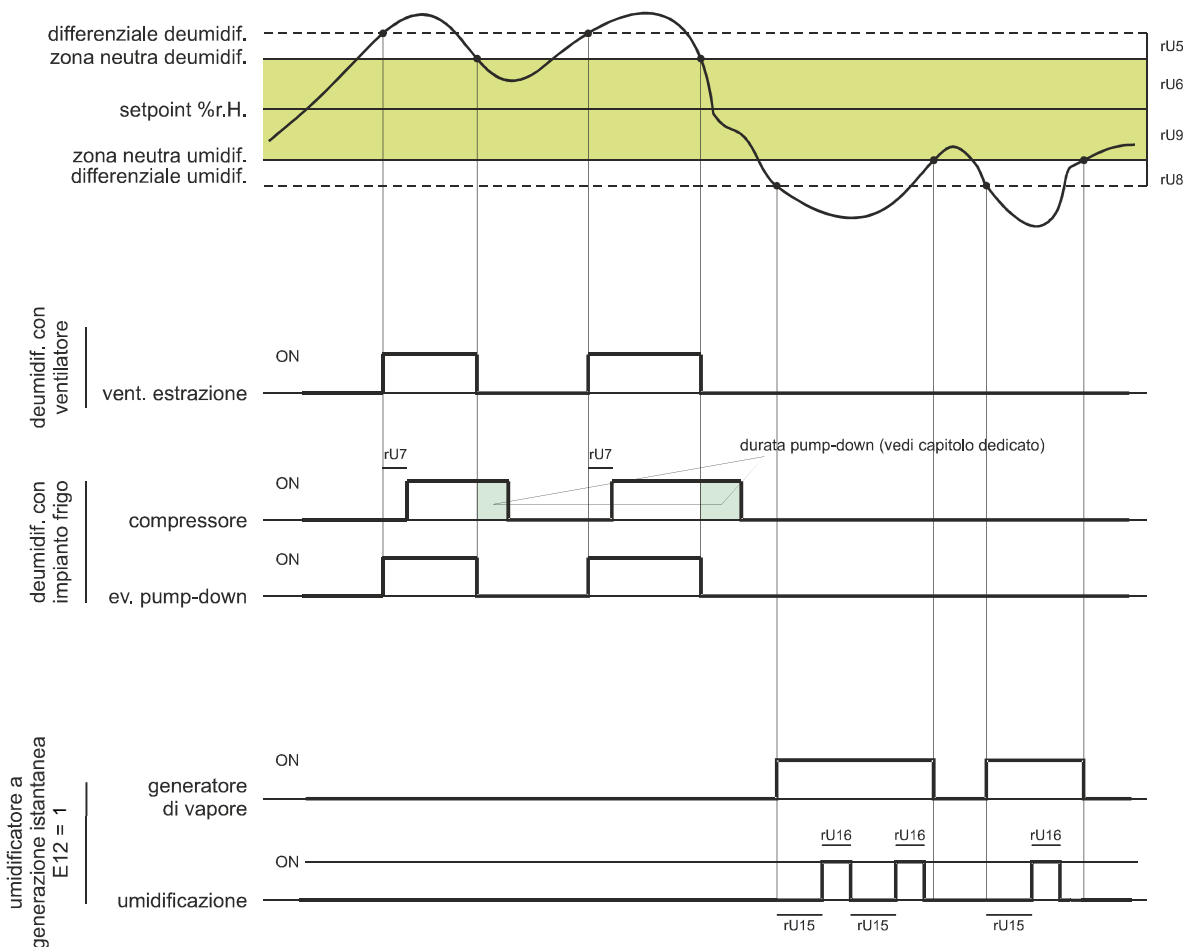 differenziale deumidif.
zona neutra deumidif.
setpoint %r.H.
zona neutra umidif.
differenziale umidif.
rU5
rU6
rU9
rU8
deumidif. con
ventilatore
ON
vent. estrazione
deumidif. con
impianto frigo
rU7
rU7
durata pump-down (vedi capitolo dedicato)
ON
compressore
ON
ev. pump-down
umidificatore a
generazione istantanea
E12 = 1
ON
generatore
di vapore
rU16
rU16
rU16
ON
umidificazione
rU15
rU15
rU15